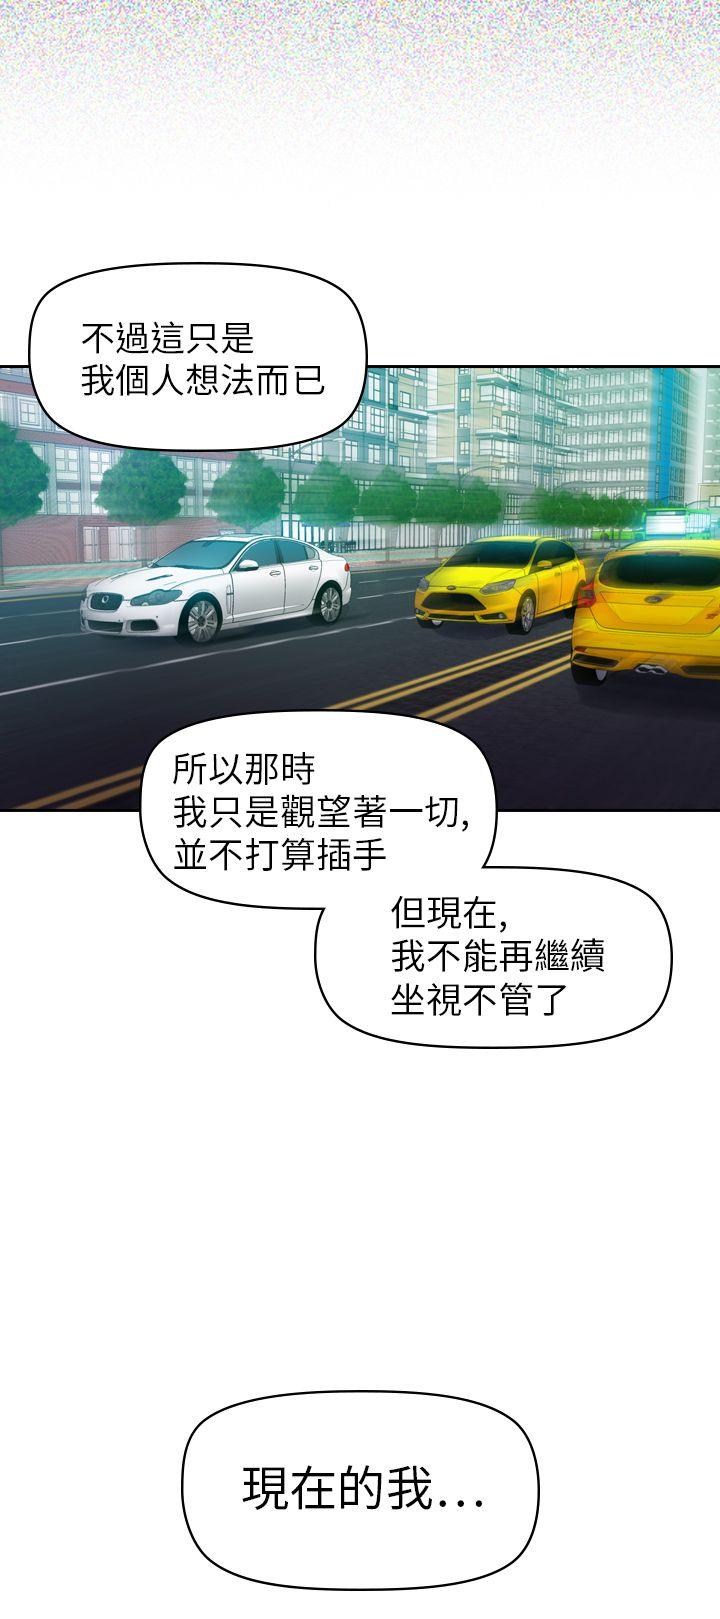 不過這只是
我個人想法而已
所以那時
我只是觀望著一切,
並不打算插手
但現在,
我不能再繼續
坐視不管了
現在的我...